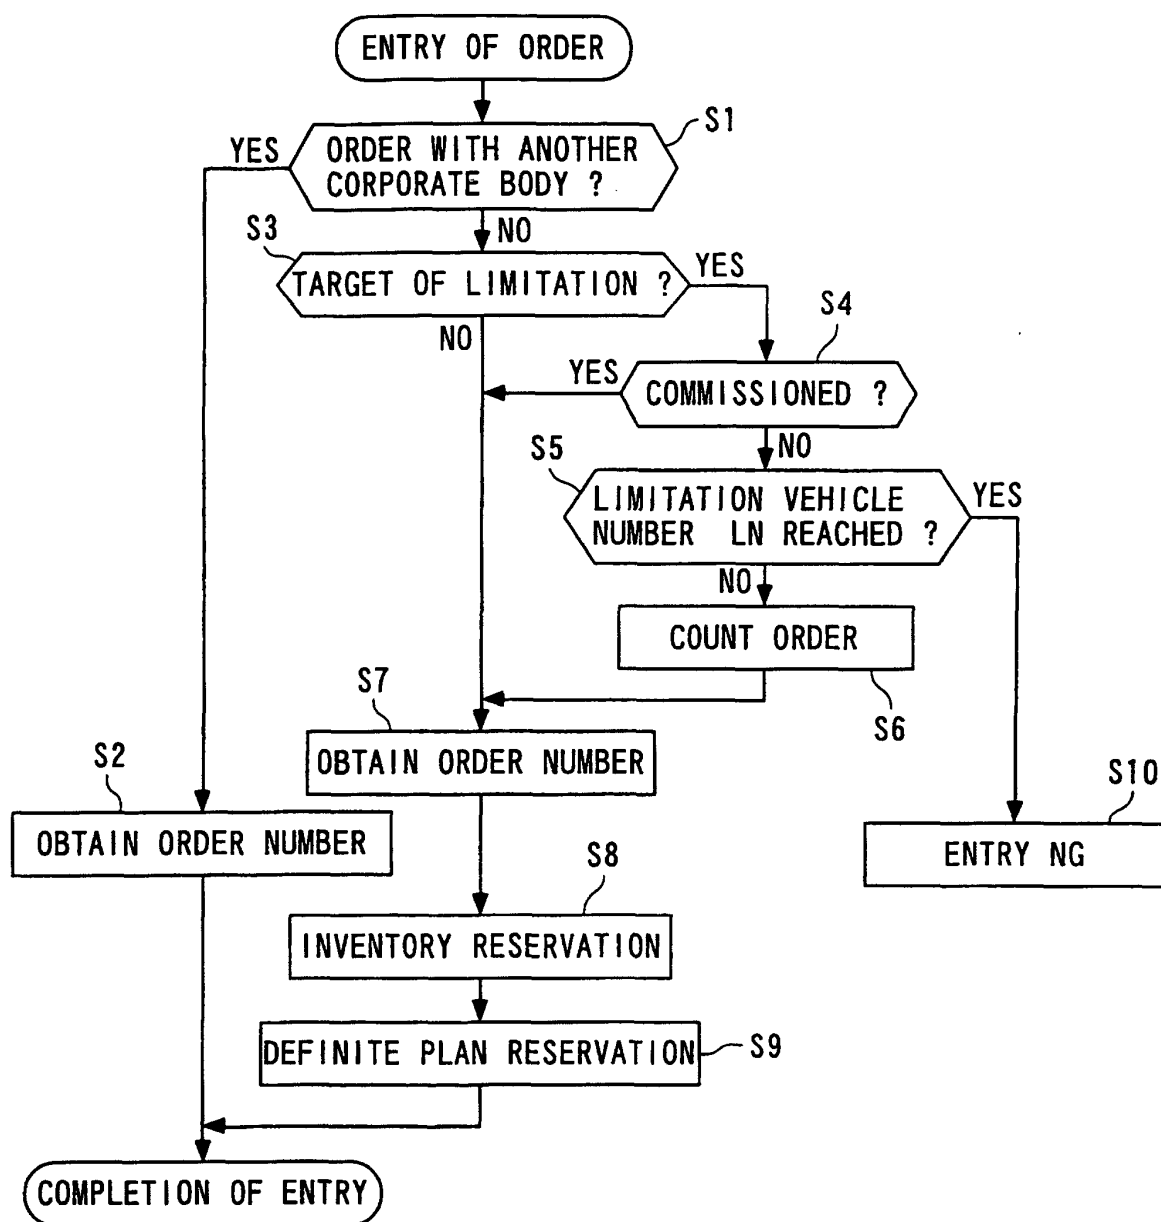 ENTRY OF ORDER
S1
YES
ORDER WITH ANOTHER
CORPORATE BODY ?
S3
NO
TARGET OF LIMITATION ?
YES
S4
NO
YES
COMMISSIONED ?
S5
NO
LIMITATION VEHICLE
NUMBER LN REACHED ?
YES
NO
COUNT ORDER
S7
S6
OBTAIN ORDER NUMBER
S2
S10
OBTAIN ORDER NUMBER
ENTRY NG
S8
INVENTORY RESERVATION
DEFINITE PLAN RESERVATION
S9
COMPLETION OF ENTRY